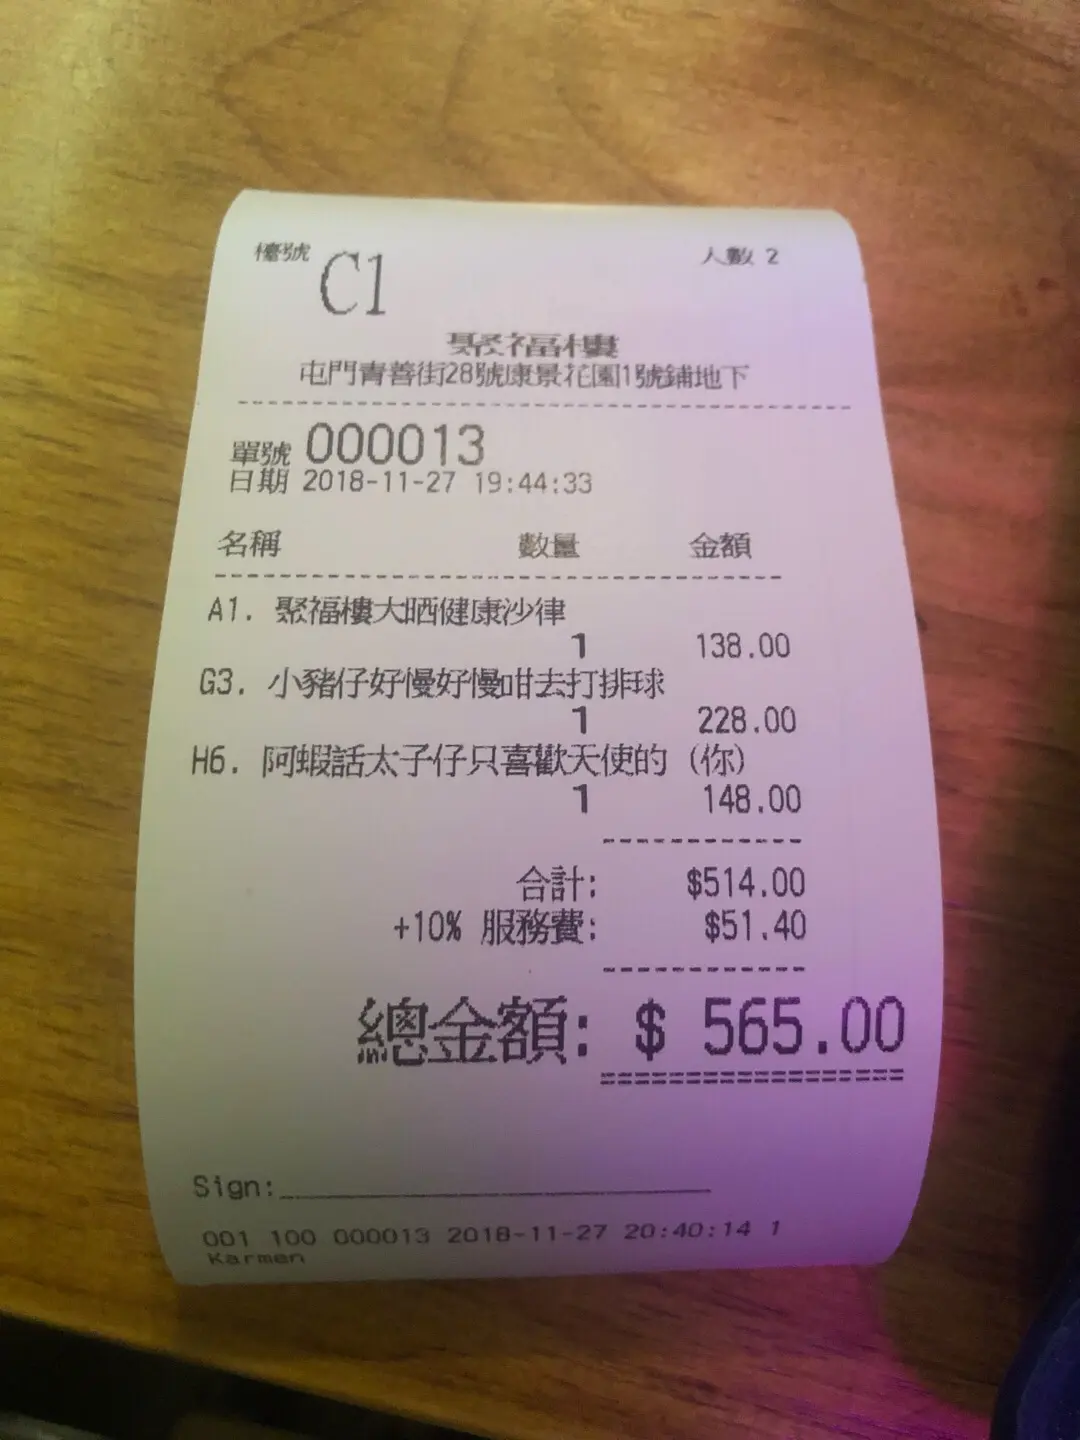 檯號 C1 人數 2
聚福樓
屯門青善街28號康景花園1號鋪地下
單號 000013
日期 2018-11-27 19:44:33
名稱 數量 金額
A1. 聚福樓大晒健康沙律
1 138.00
G3. 小豬仔好慢好慢咁去打排球
1 228.00
H6. 阿蝦話太子仔只喜歡天使的 (你)
1 148.00
合計: $514.00
+10% 服務費: $51.40
總金額: $ 565.00
Sign:
001 100 000013 2018-11-27 20:40:14 1
Karmen